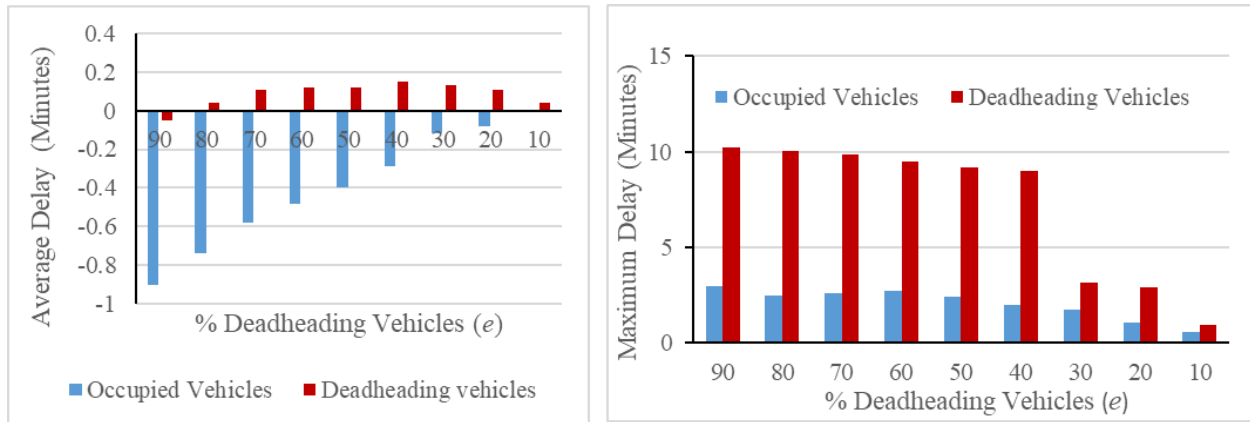 0.4
0.2
0
-0.2
-0.4
-0.6
-0.8
-1
Average Delay (Minutes)
90 80 70 60 50 40 30 20 10
% Deadheading Vehicles (e)
Occupied Vehicles Deadheading vehicles
15
10
5
0
Maximum Delay (Minutes)
Occupied Vehicles Deadheading Vehicles
90 80 70 60 50 40 30 20 10
% Deadheading Vehicles (e)